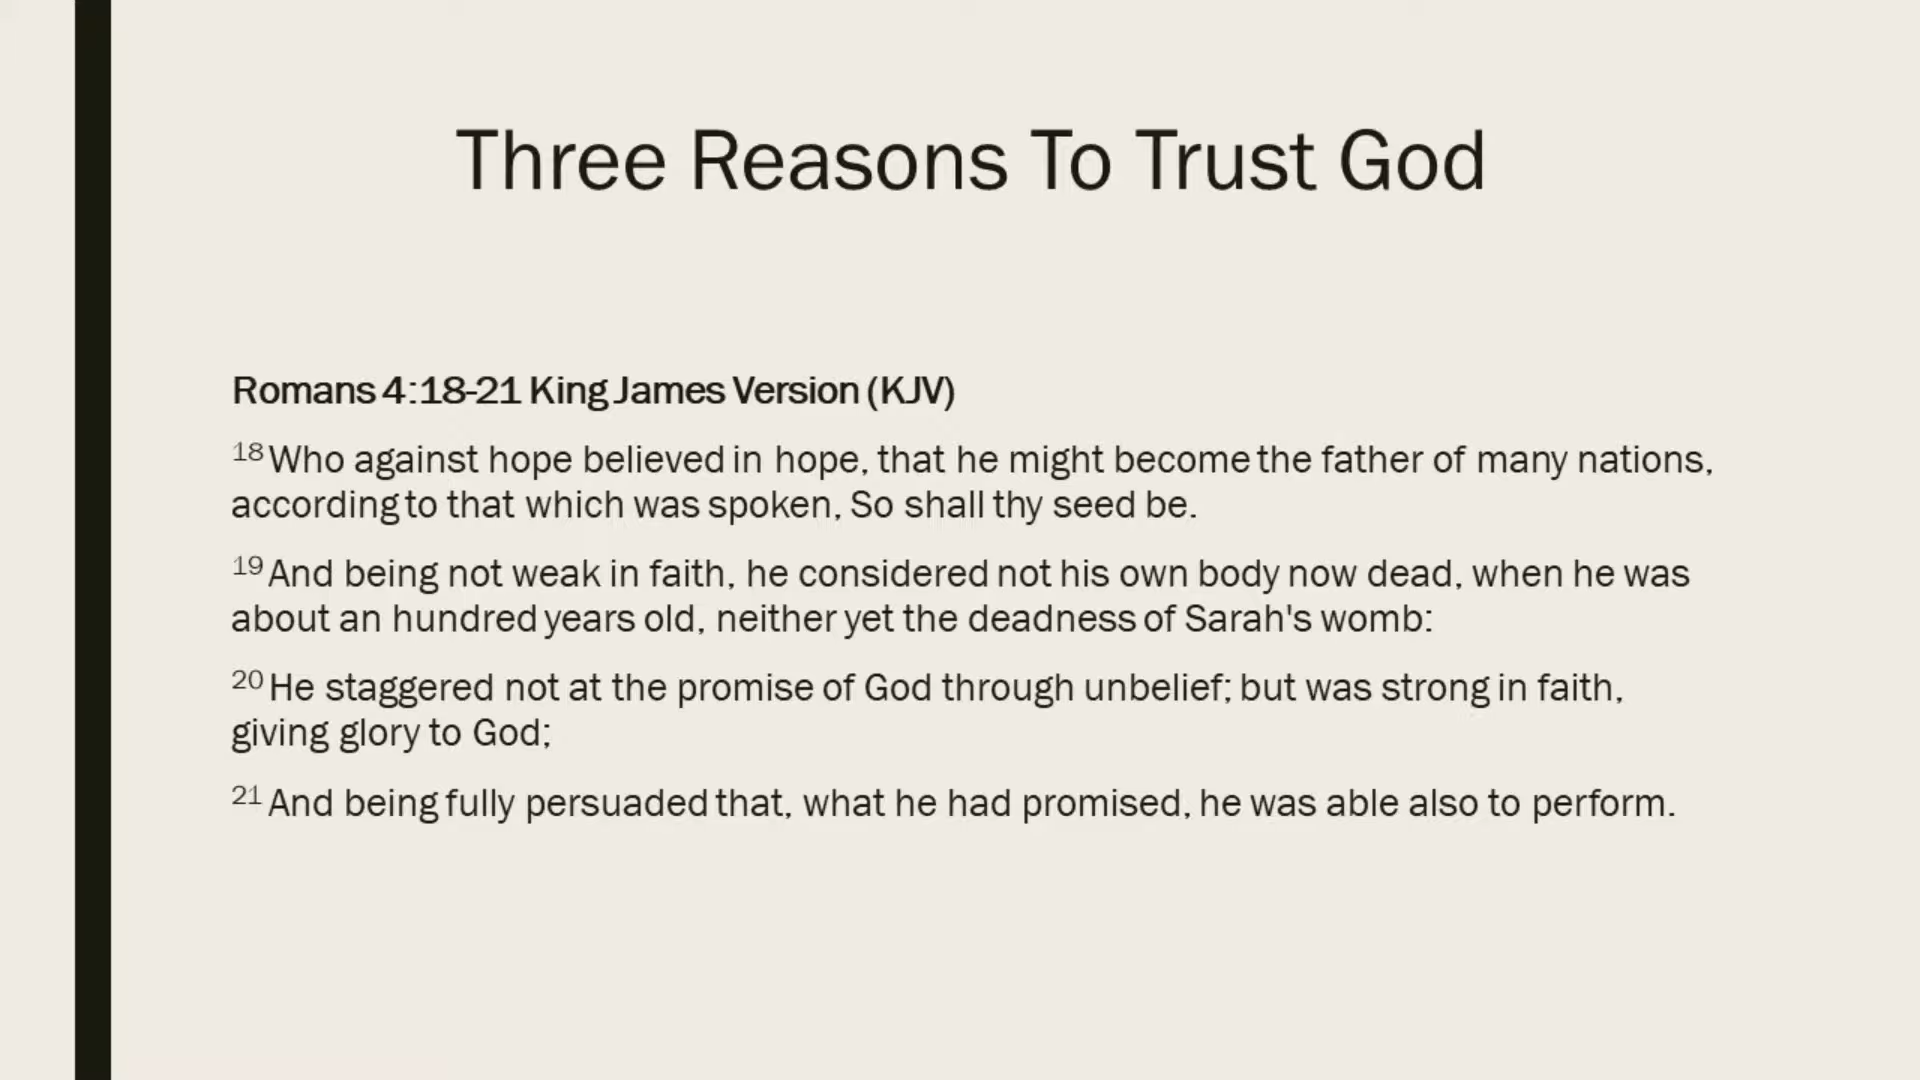 Three Reasons To Trust God
Romans 4:18-21 King James Version (KJV)
18 Who against hope believed in hope, that he might become the father of many nations,
according to that which was spoken, So shall thy seed be.
19 And being not weak in faith, he considered not his own body now dead, when he was
about an hundred years old, neither yet the deadness of Sarah's womb:
20 He staggered not at the promise of God through unbelief; but was strong in faith,
giving glory to God;
21 And being fully persuaded that, what he had promised, he was able also to perform.